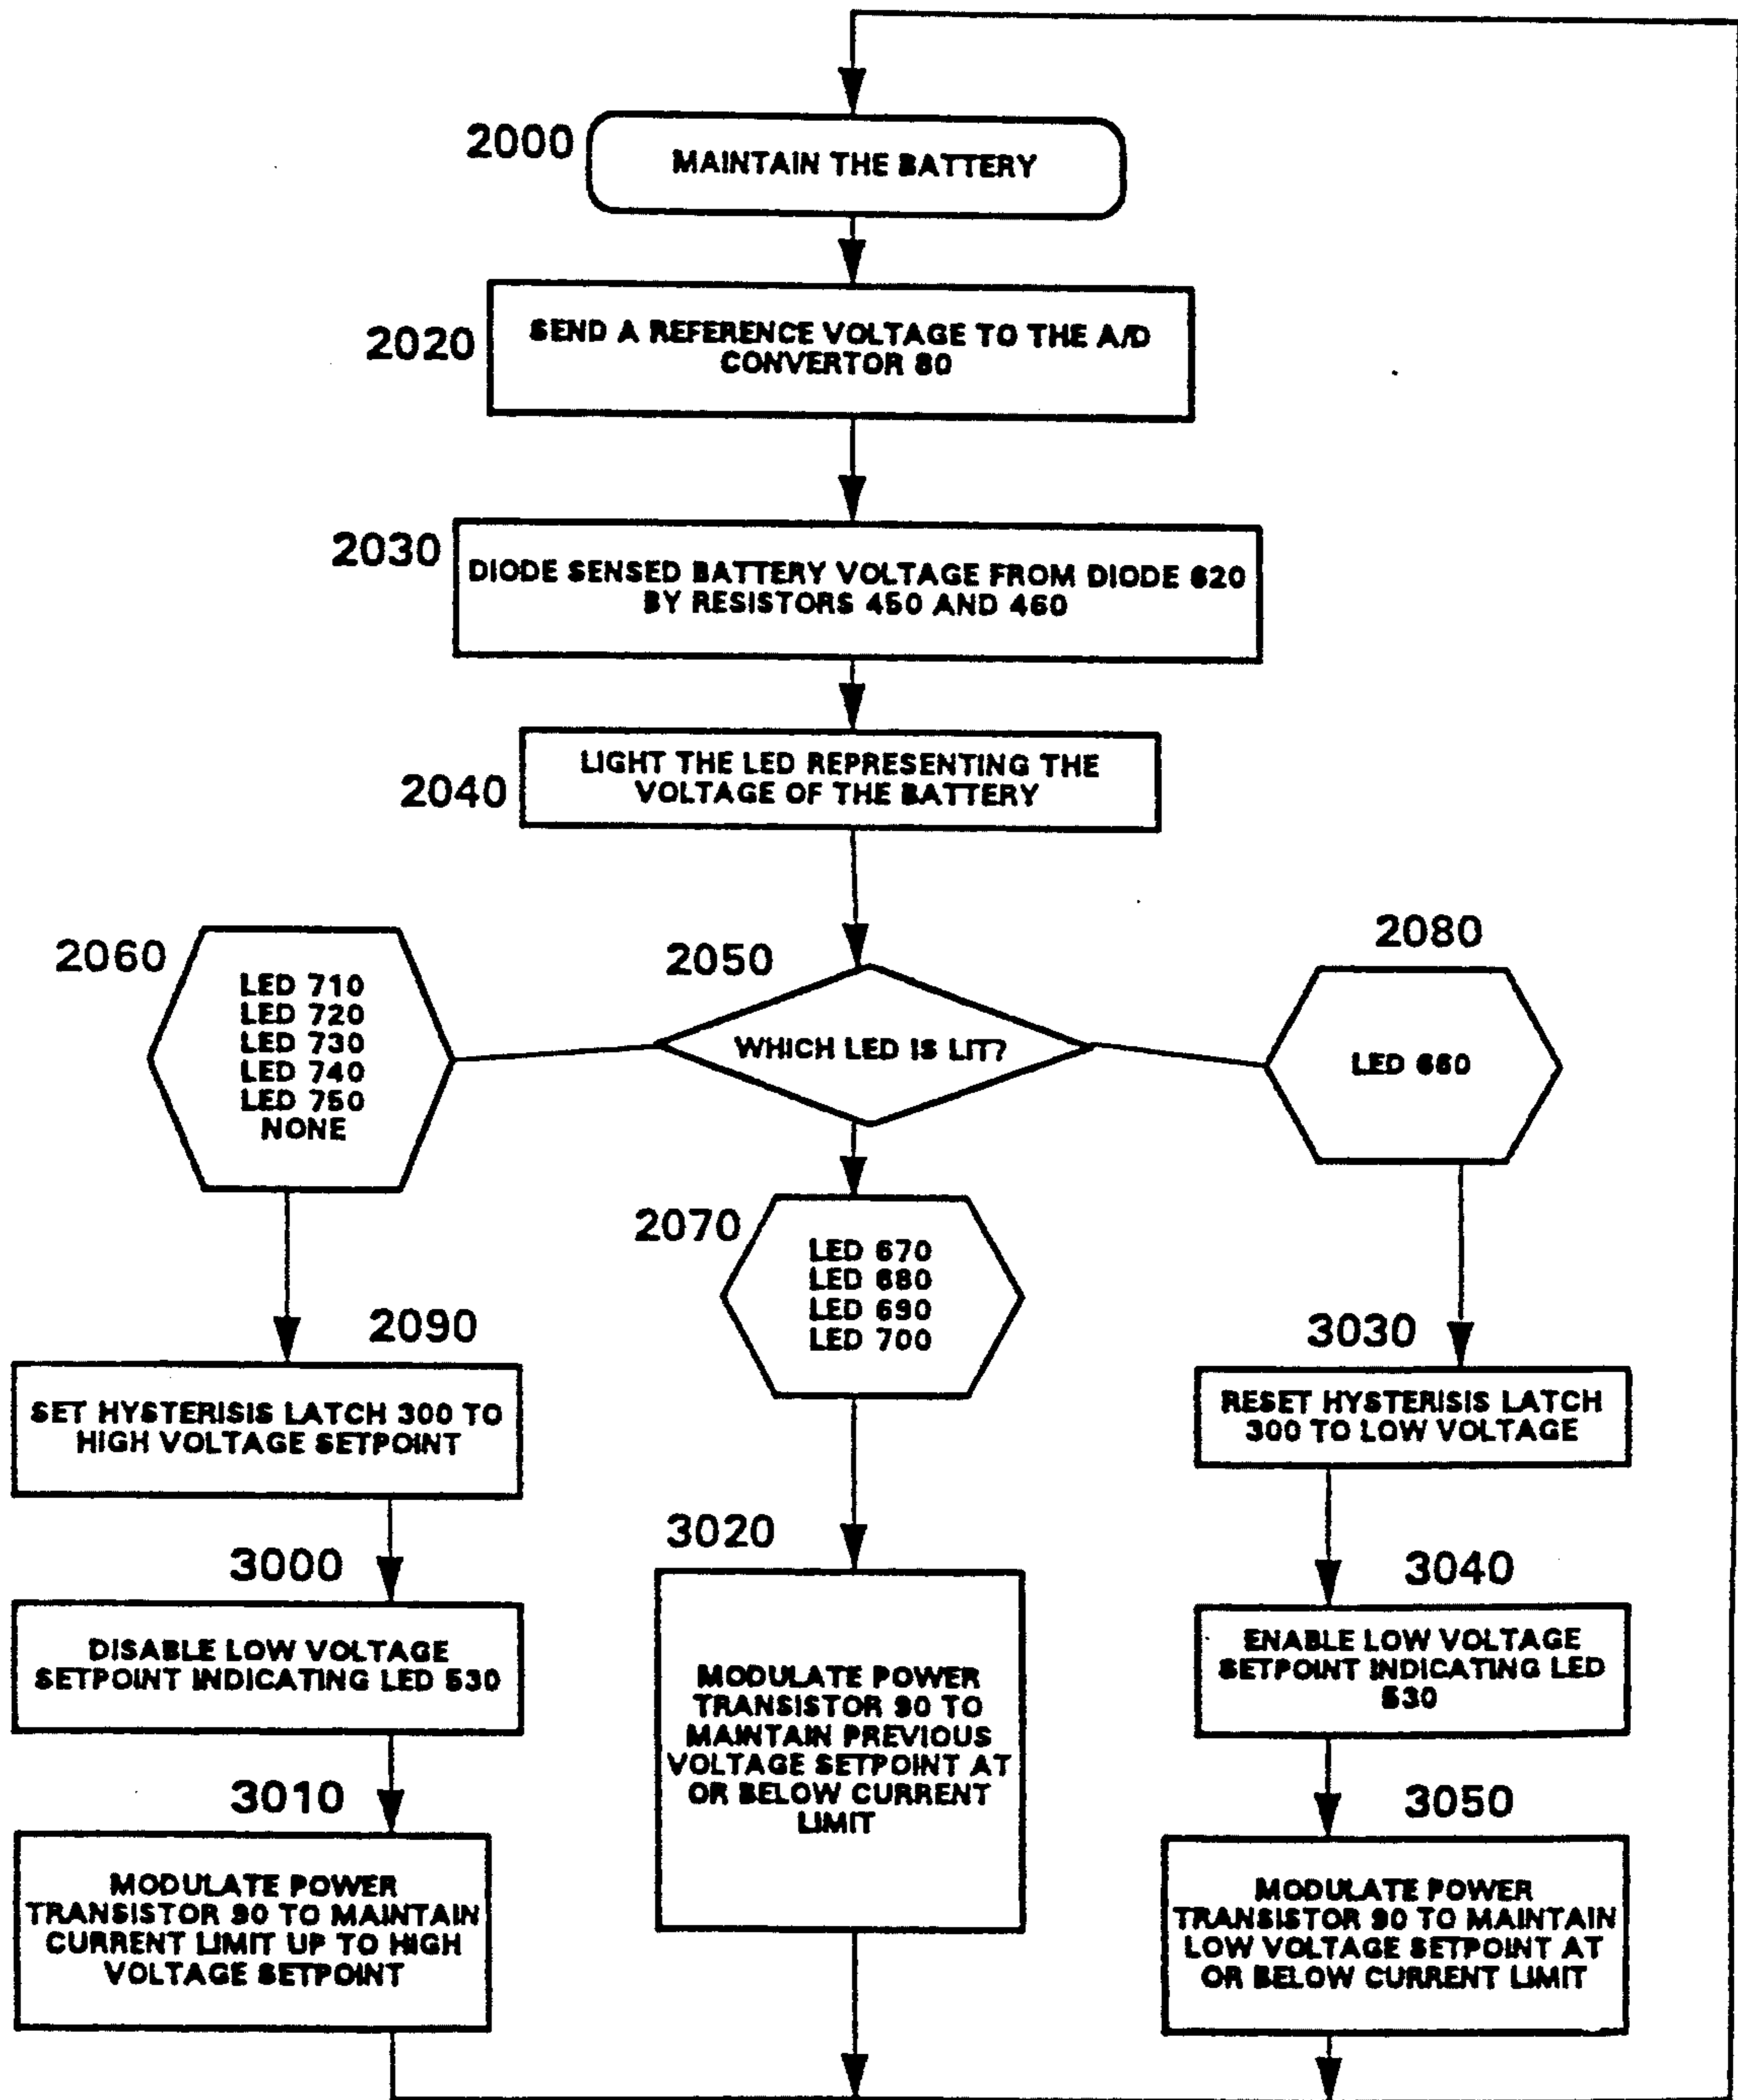 2000
MAINTAIN THE BATTERY
2020
SEND A REFERENCE VOLTAGE TO THE A/D
CONVERTOR 80
2030
DIODE SENSED BATTERY VOLTAGE FROM DIODE 620
BY RESISTORS 450 AND 460
2040
LIGHT THE LED REPRESENTING THE
VOLTAGE OF THE BATTERY
2050
WHICH LED IS LIT?
2060
LED 710
LED 720
LED 730
LED 740
LED 750
NONE
2070
LED 670
LED 680
LED 690
LED 700
2080
LED 660
2090
SET HYSTERISIS LATCH 300 TO
HIGH VOLTAGE SETPOINT
3000
DISABLE LOW VOLTAGE
SETPOINT INDICATING LED 530
3010
MODULATE POWER
TRANSISTOR 90 TO MAINTAIN
CURRENT LIMIT UP TO HIGH
VOLTAGE SETPOINT
3020
MODULATE POWER
TRANSISTOR 90 TO
MAINTAIN PREVIOUS
VOLTAGE SETPOINT AT
OR BELOW CURRENT
LIMIT
3030
RESET HYSTERISIS LATCH
300 TO LOW VOLTAGE
3040
ENABLE LOW VOLTAGE
SETPOINT INDICATING LED
530
3050
MODULATE POWER
TRANSISTOR 90 TO MAINTAIN
LOW VOLTAGE SETPOINT AT
OR BELOW CURRENT LIMIT